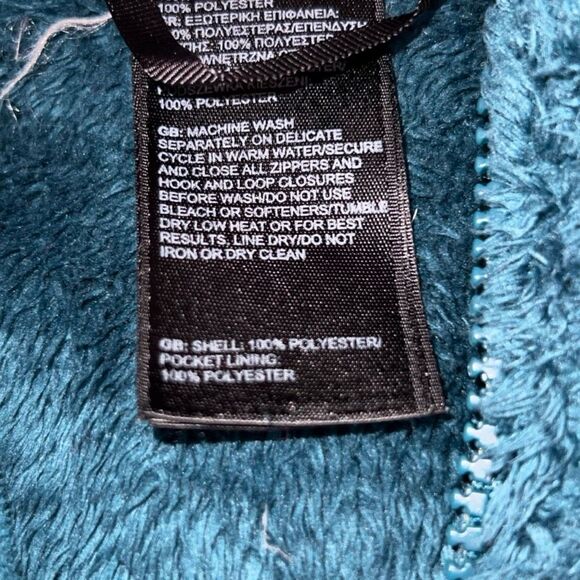 100% POLYESTER
GR: ΕΞΩΤΕΡΙΚΗ ΕΠΙΦΑΝΕΙΑ:
100% ΠΟΛΥΕΣΤΕΡΑΣ/ΕΠΕΝΔΥΣΗ
100% ΠΟΛΥΕΣΤ
100% POLYESTER
GB: MACHINE WASH
SEPARATELY ON DELICATE
CYCLE IN WARM WATER/SECURE
AND CLOSE ALL ZIPPERS AND
HOOK AND LOOP CLOSURES
BEFORE WASH/DO NOT USE
BLEACH OR SOFTENERS/TUMBLE
DRY LOW HEAT OR FOR BEST
RESULTS, LINE DRY/DO NOT
IRON OR DRY CLEAN
GB: SHELL: 100% POLYESTER/
POCKET LINING:
100% POLYESTER